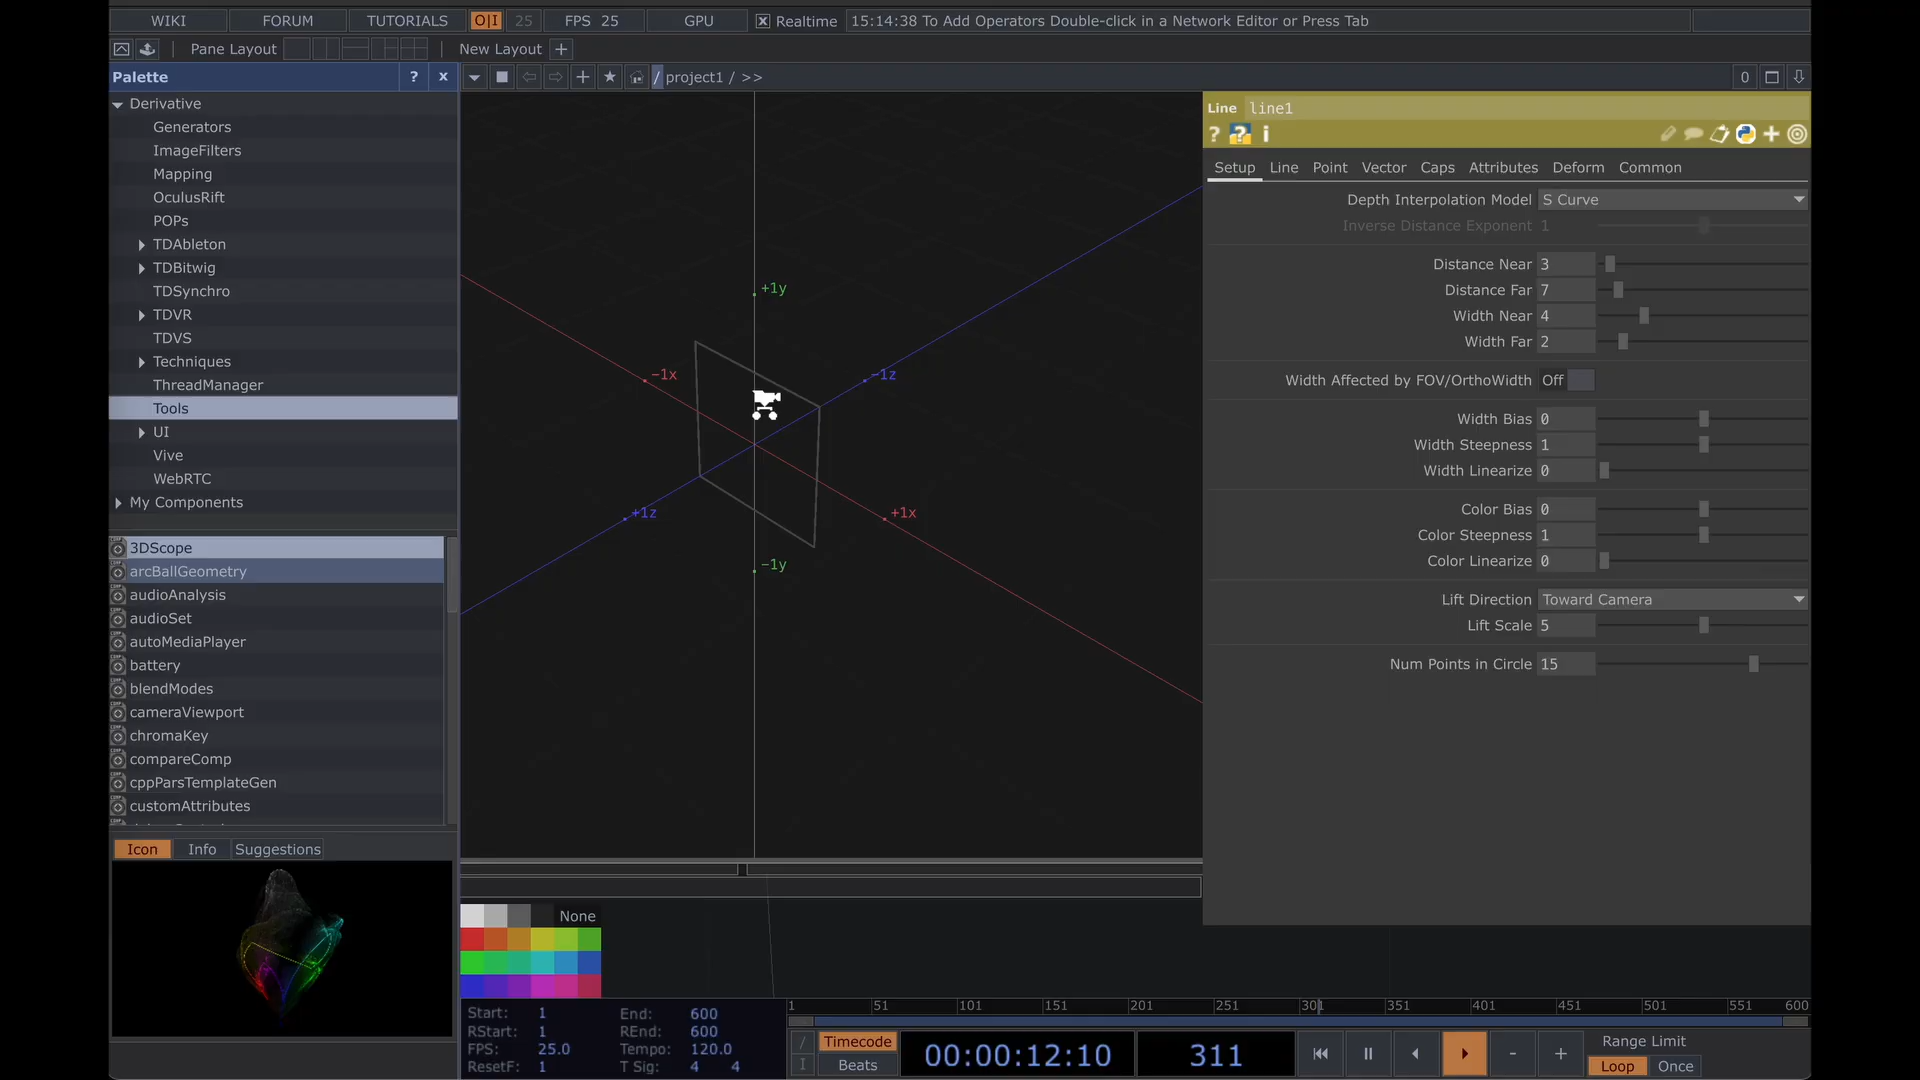 WIKI FORUM TUTORIALS O|I 25 FPS 25 GPU Realtime 15:14:38 To Add Operators Double-click in a Network Editor or Press Tab
Pane Layout New Layout +
Palette ? x / project1 / >> 0
Derivative
Generators
ImageFilters
Mapping
OculusRift
POPs
TDAbleton
TDBitwig
TDSynchro
TDVR
TDVS
Techniques
ThreadManager
Tools
UI
Vive
WebRTC
My Components
3DScope
arcBallGeometry
audioAnalysis
audioSet
autoMediaPlayer
battery
blendModes
cameraViewport
chromaKey
compareComp
cppParsTemplateGen
customAttributes
Icon Info Suggestions
+1y
-1x
-1z
+1z
+1x
-1y
Line line1
? ? i
Setup Line Point Vector Caps Attributes Deform Common
Depth Interpolation Model S Curve
Inverse Distance Exponent 1
Distance Near 3
Distance Far 7
Width Near 4
Width Far 2
Width Affected by FOV/OrthoWidth Off
Width Bias 0
Width Steepness 1
Width Linearize 0
Color Bias 0
Color Steepness 1
Color Linearize 0
Lift Direction Toward Camera
Lift Scale 5
Num Points in Circle 15
None
Start: 1 End: 600
RStart: 1 REnd: 600
FPS: 25.0 Tempo: 120.0
ResetF: 1 T Sig: 4 4
1 51 101 151 201 251 301 351 401 451 501 551 600
/ Timecode 00:00:12:10 311 - + Range Limit
I Beats Loop Once